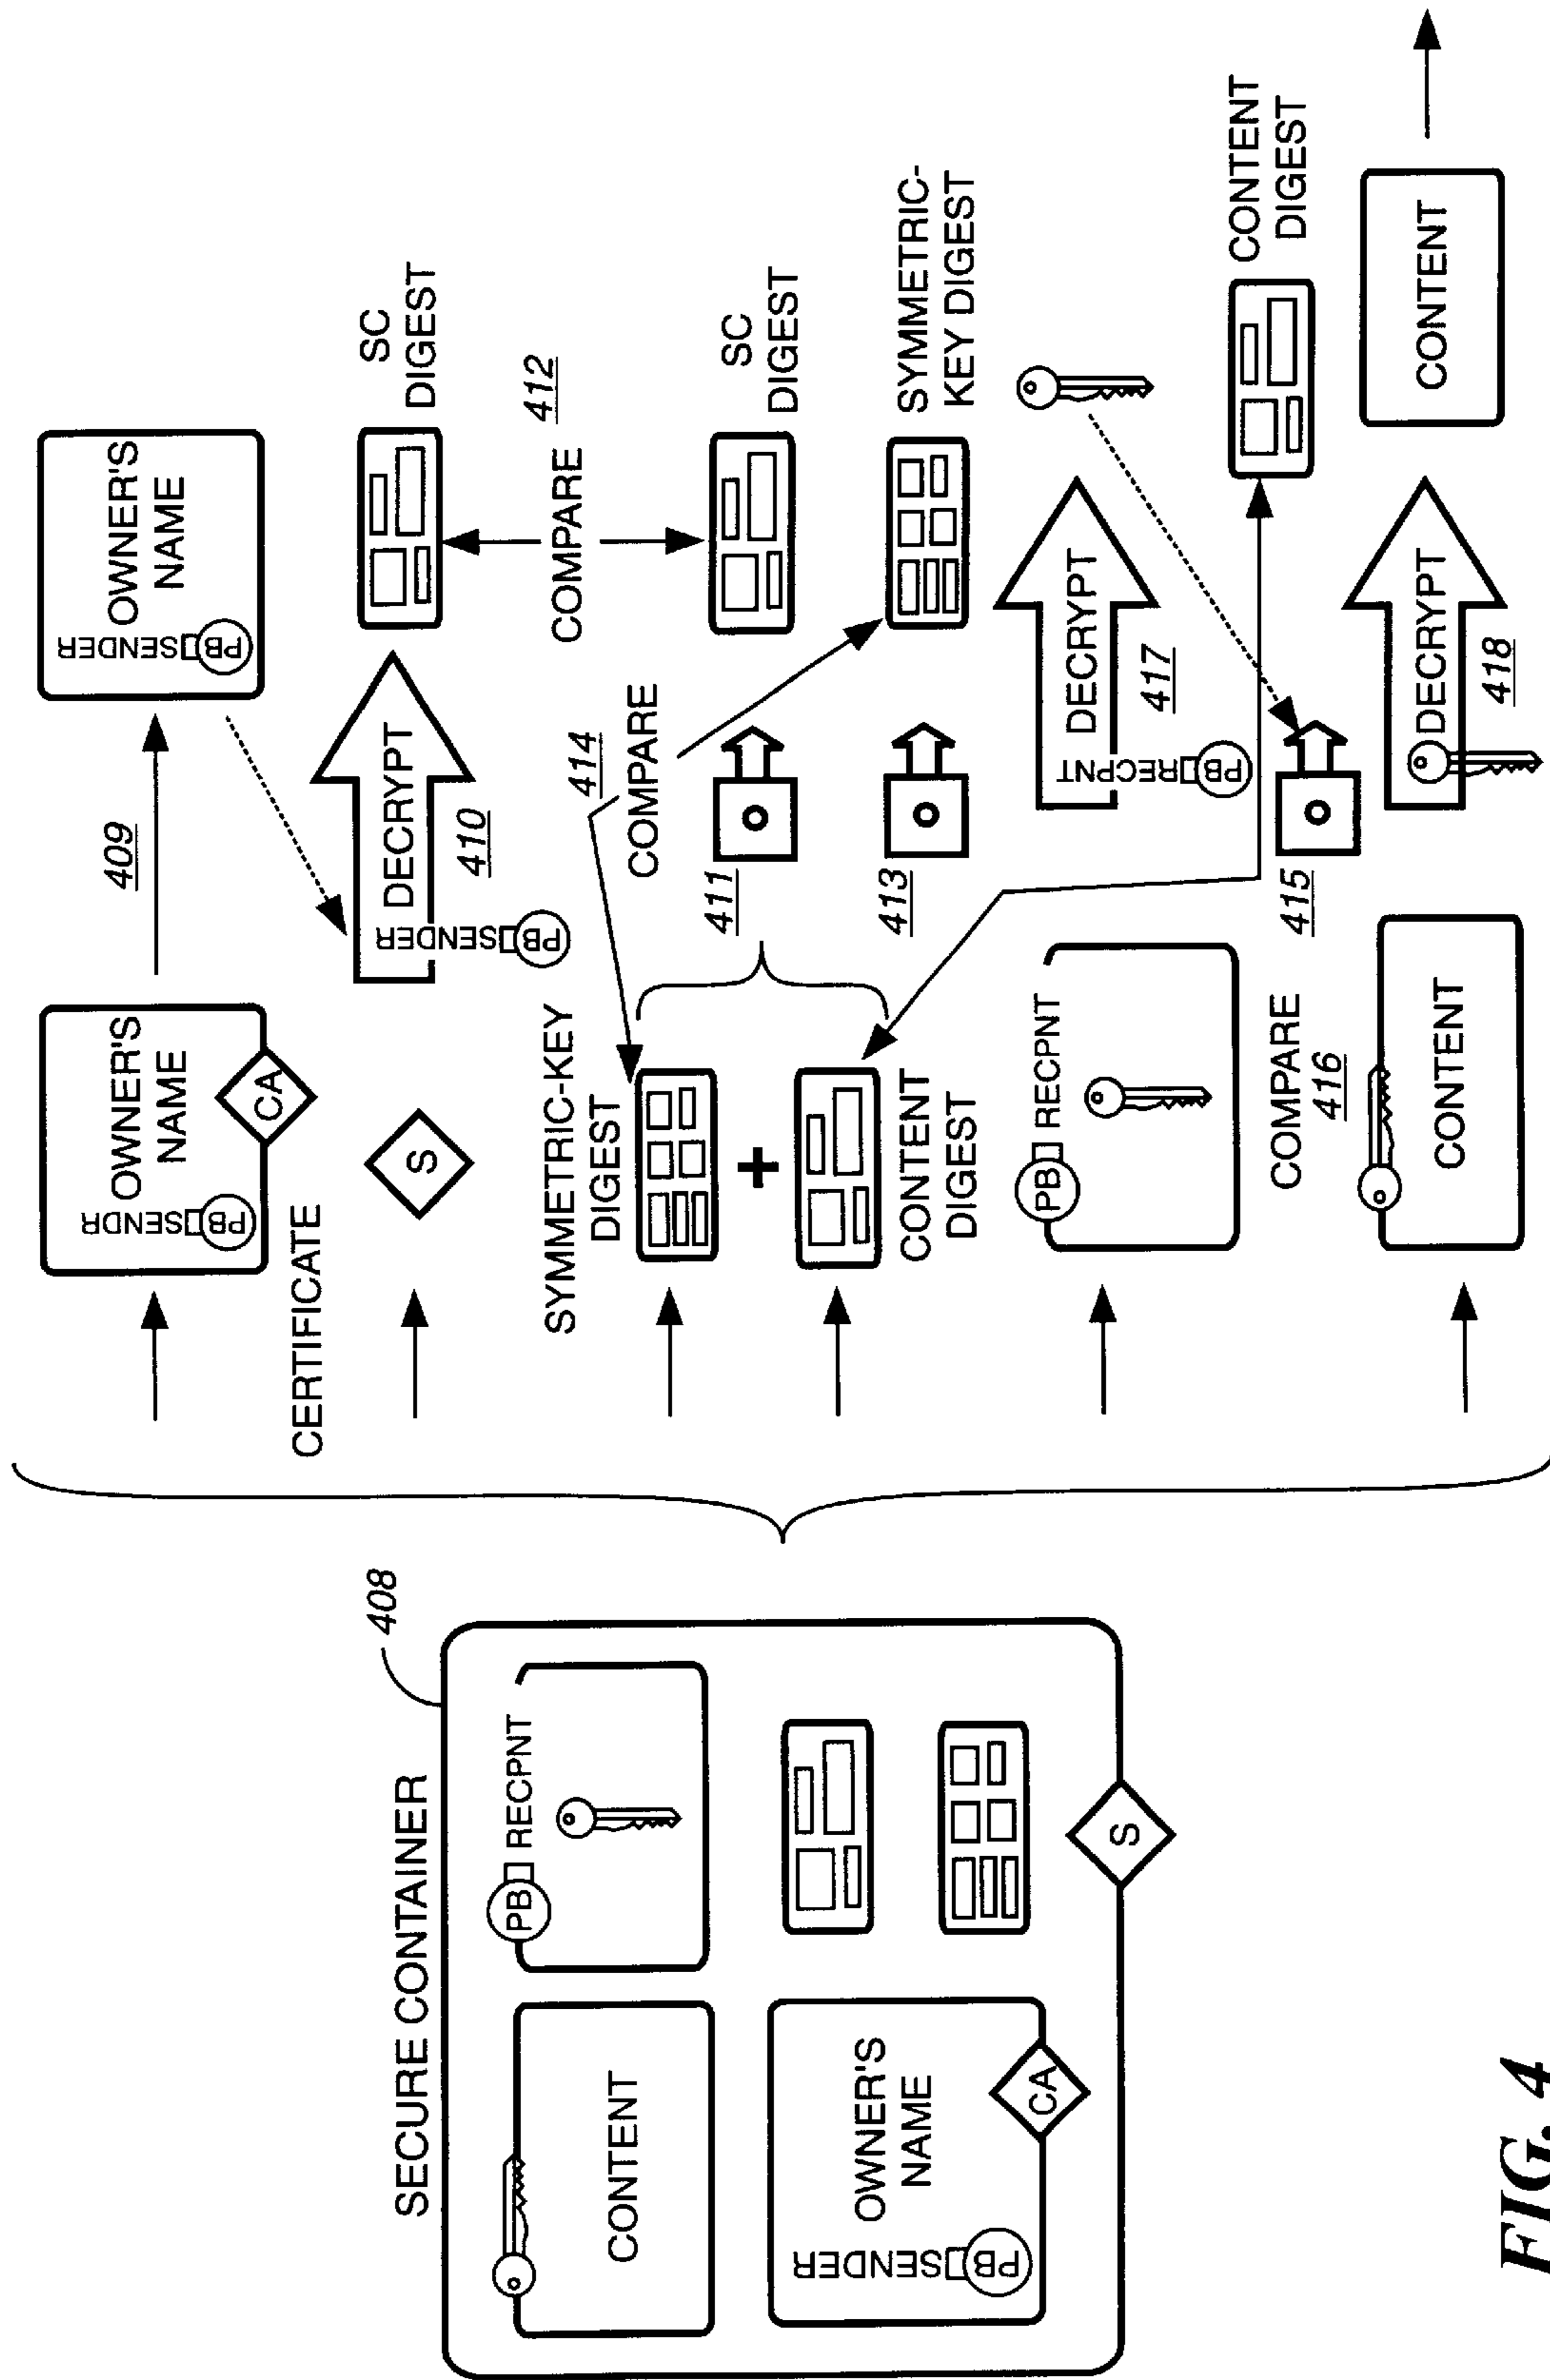 SECURE CONTAINER
408
CONTENT
PB RECPNT
OWNER'S
NAME
PB SENDER
CA
S
OWNER'S
NAME
PB SENDR
CA
CERTIFICATE
409
OWNER'S
NAME
PB SENDER
S
DECRYPT
PB SENDER
410
SC
DIGEST
COMPARE 412
SYMMETRIC-KEY
DIGEST
414
COMPARE
+
411
SC
DIGEST
CONTENT
DIGEST
413
SYMMETRIC-
KEY DIGEST
PB RECPNT
DECRYPT
PB RECPNT
417
COMPARE
416
415
CONTENT
DIGEST
CONTENT
DECRYPT
418
CONTENT
FIG. 4